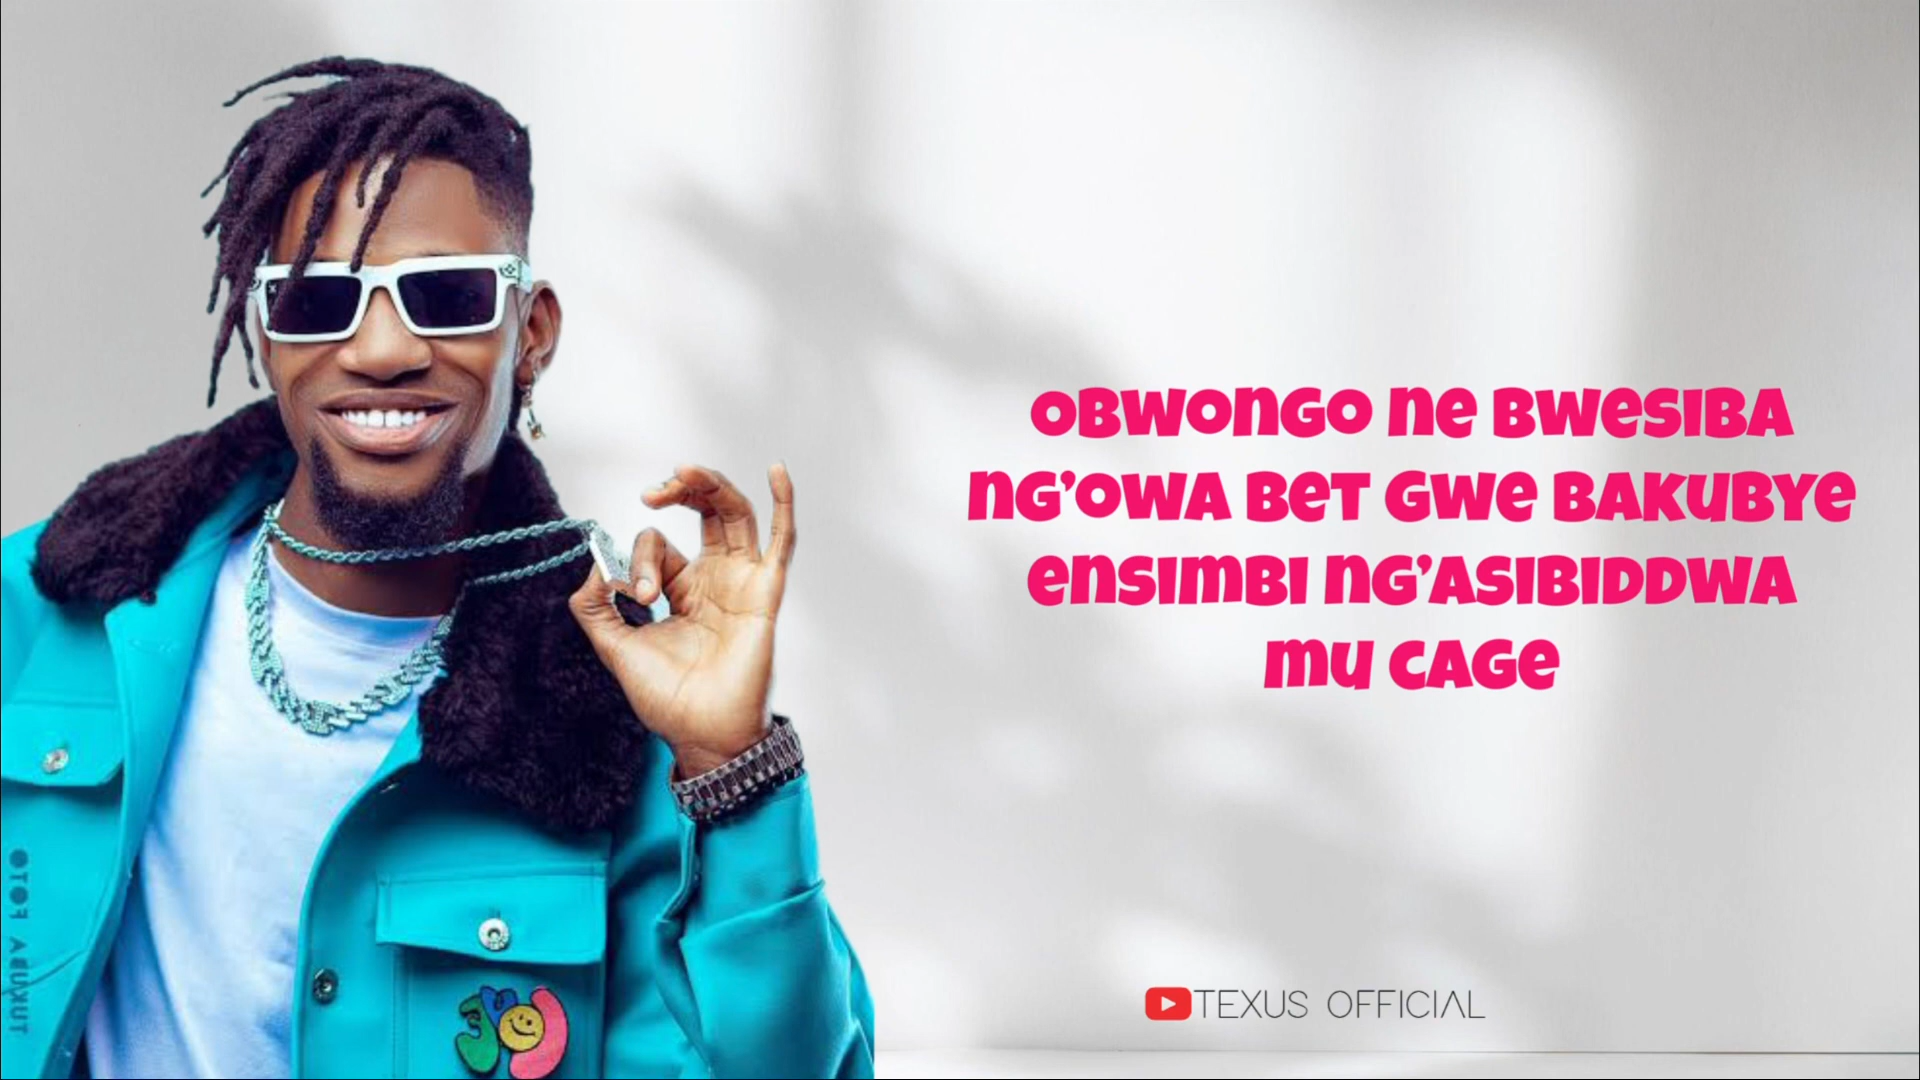 OBWONGO NE BWESIBA
NG'OWA BET GWE BAKUBYE
ENSIMBI NG'ASIBIDDWA
MU CAGE
TEXUS OFFICIAL